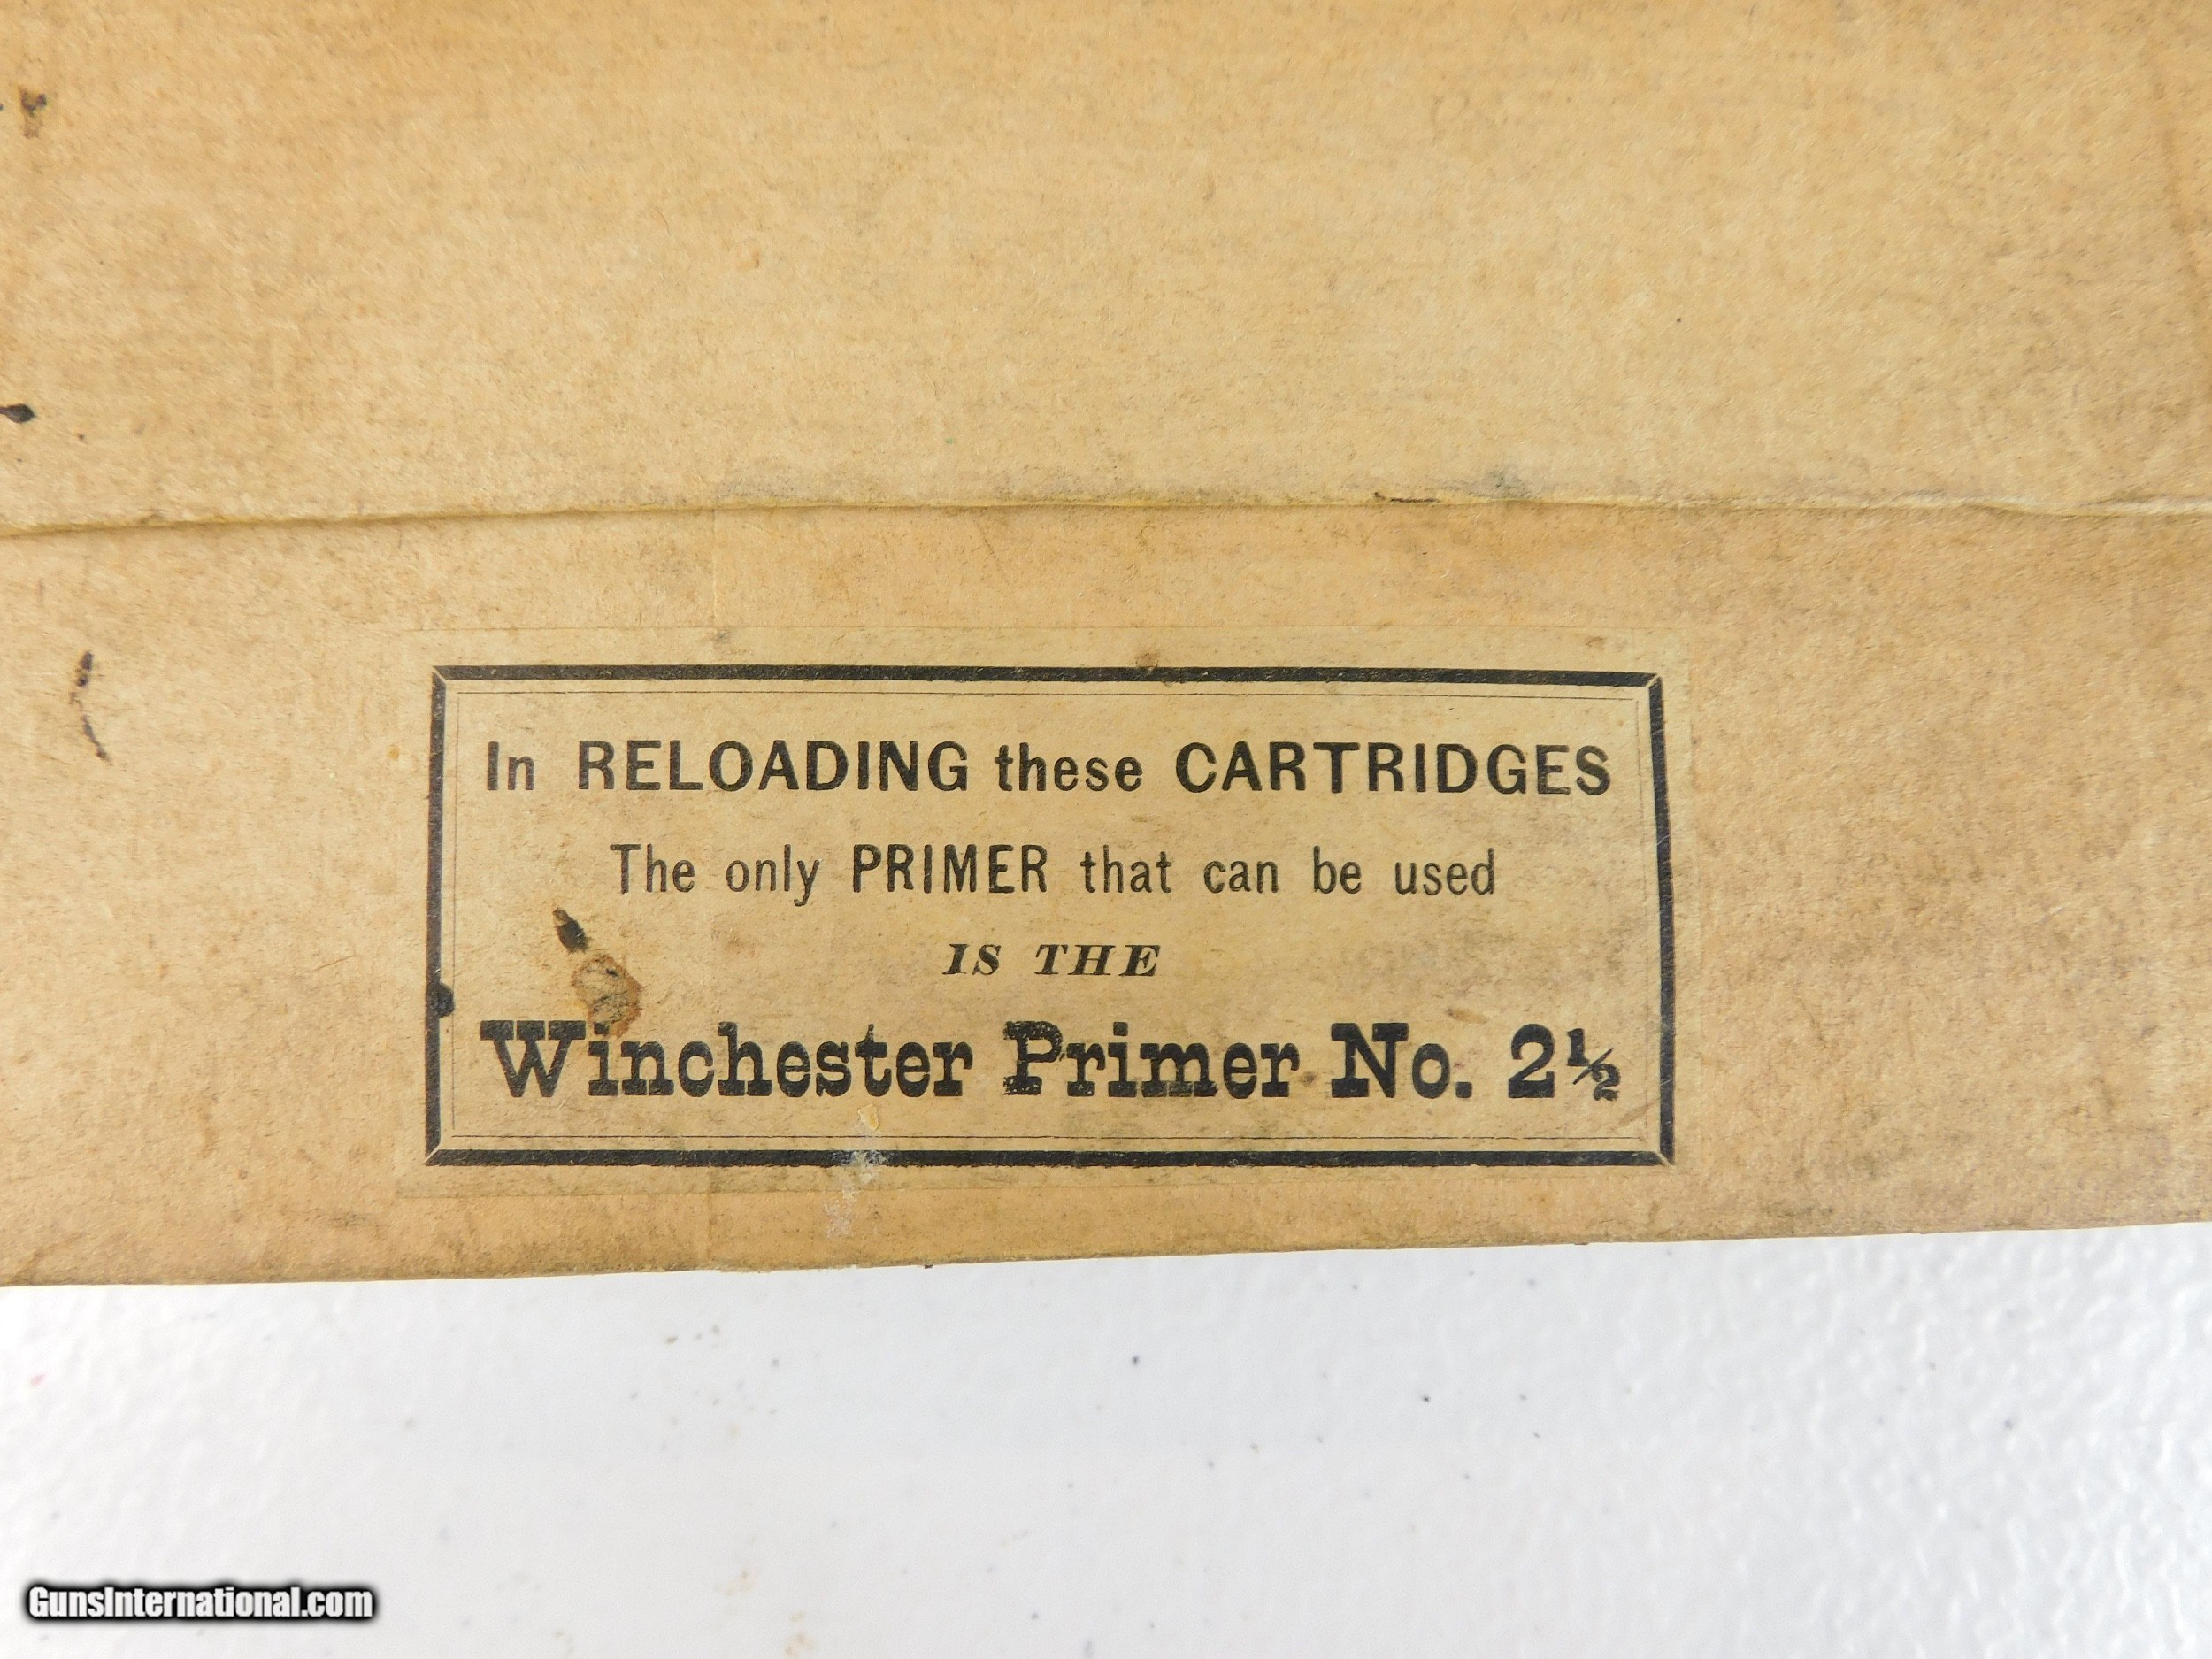 In RELOADING these CARTRIDGES
The only PRIMER that can be used
IS THE
Winchester Primer No. 2½
GunsInternational.com